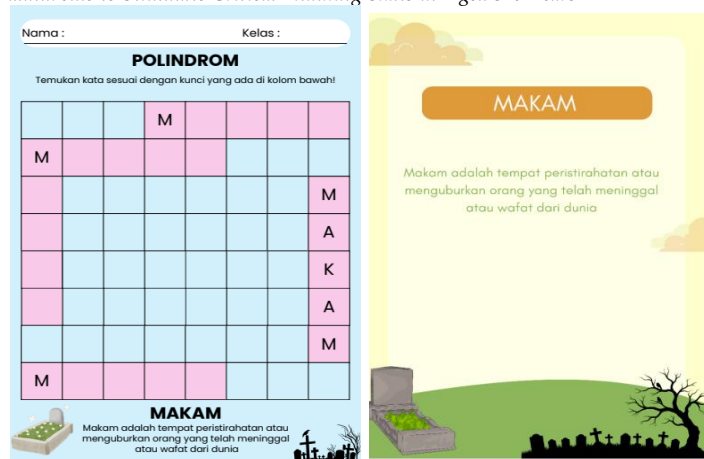 Nama :
Kelas :
POLINDROM
Temukan kata sesuai dengan kunci yang ada di kolom bawah!
M
M
M
A
K
A
M
M
MAKAM
Makam adalah tempat peristirahatan atau
menguburkan orang yang telah meninggal
atau wafat dari dunia
MAKAM
Makam adalah tempat peristirahatan atau
menguburkan orang yang telah meninggal
atau wafat dari dunia